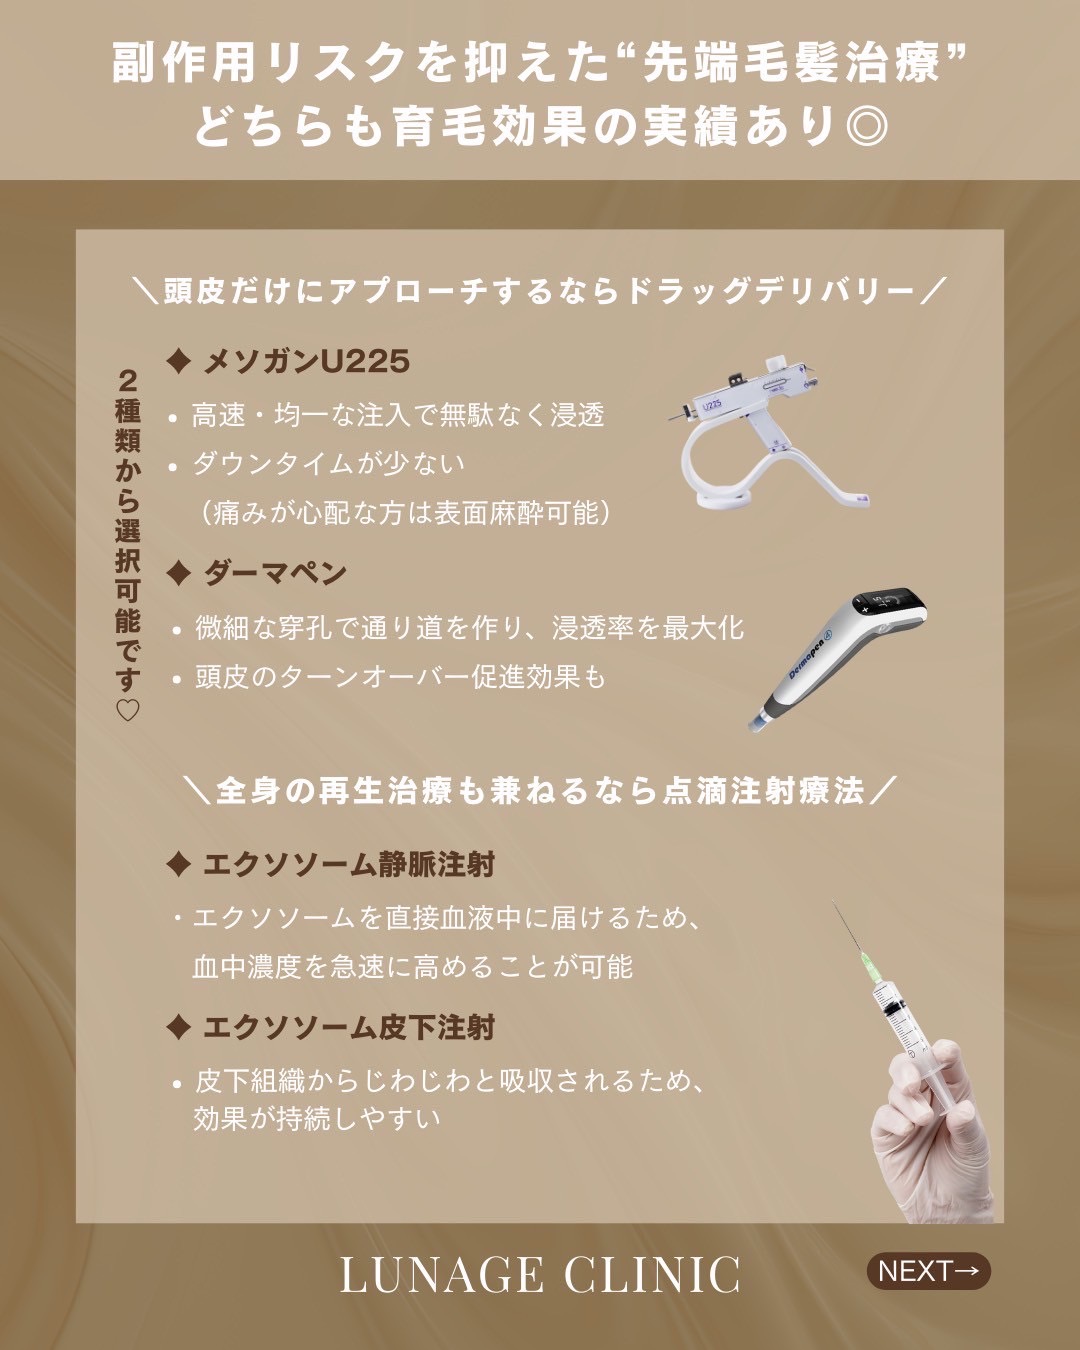 副作用リスクを抑えた“先端毛髪治療”
どちらも育毛効果の実績あり◎
＼頭皮だけにアプローチするならドラッグデリバリー／
2種類から選択可能です♡
◆ メソガンU225
• 高速・均一な注入で無駄なく浸透
• ダウンタイムが少ない
（痛みが心配な方は表面麻酔可能）
U225
◆ ダーマペン
• 微細な穿孔で通り道を作り、浸透率を最大化
• 頭皮のターンオーバー促進効果も
Dermapen 4
＼全身の再生治療も兼ねるなら点滴注射療法／
◆ エクソソーム静脈注射
・エクソソームを直接血液中に届けるため、
血中濃度を急速に高めることが可能
◆ エクソソーム皮下注射
• 皮下組織からじわじわと吸収されるため、
効果が持続しやすい
LUNAGE CLINIC
NEXT→